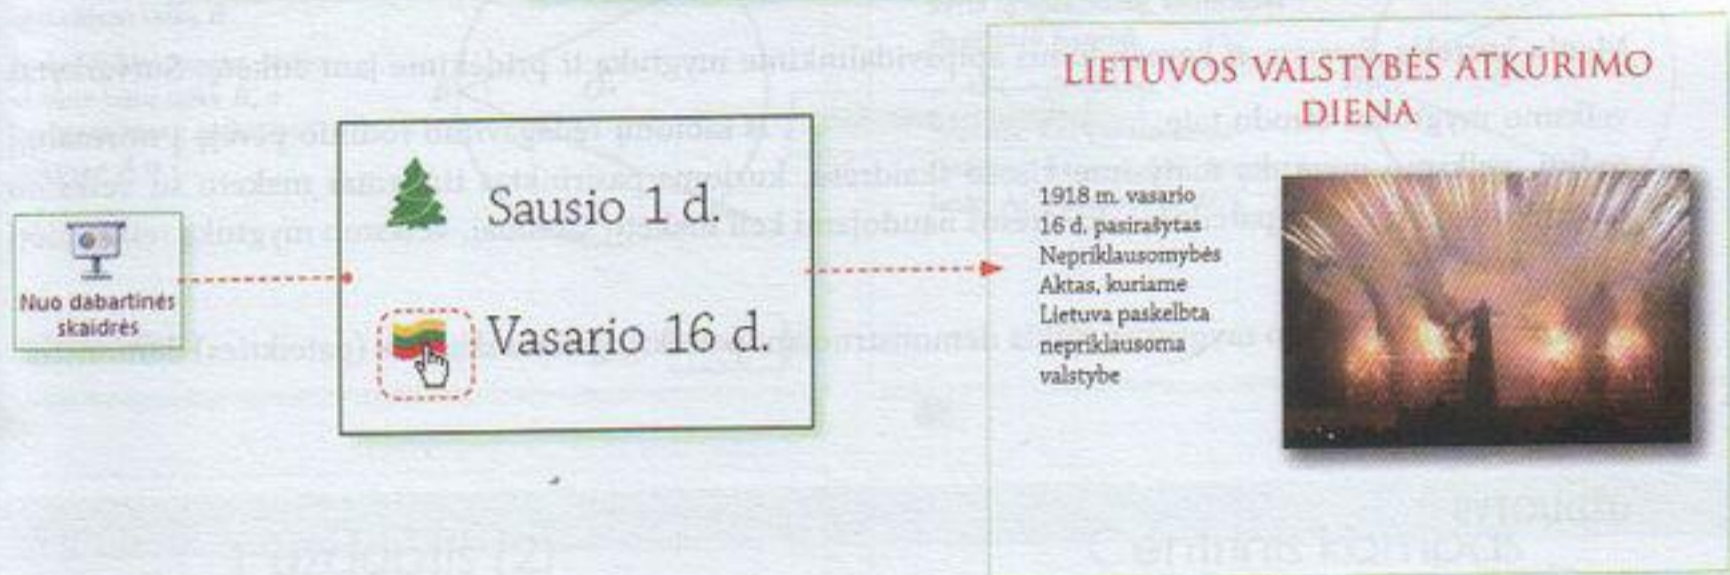 Nuo dabartinės
skaidrės
Sausio 1 d.
Vasario 16 d.
LIETUVOS VALSTYBĖS ATKŪRIMO
DIENA
1918 m. vasario
16 d. pasirašytas
Nepriklausomybės
Aktas, kuriame
Lietuva paskelbta
nepriklausoma
valstybe